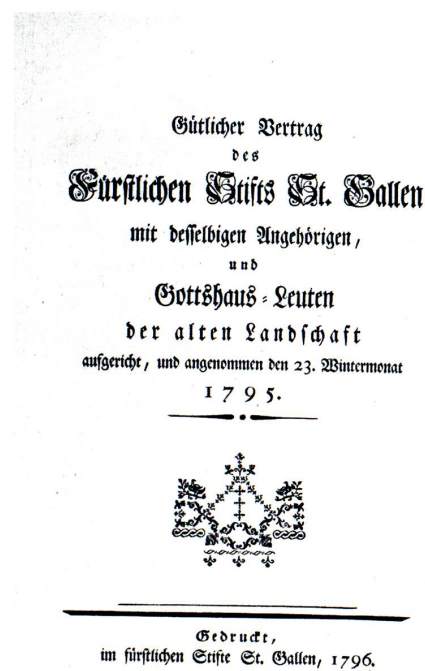 Gütlicher Vertrag
des
Fürstlichen Stifts St. Gallen
mit desselbigen Angehörigen,
und
Gottshaus-Leuten
der alten Landschaft
aufgericht, und angenommen den 23. Wintermonat
1795.
Gedruckt,
im fürstlichen Stifte St. Gallen, 1796.